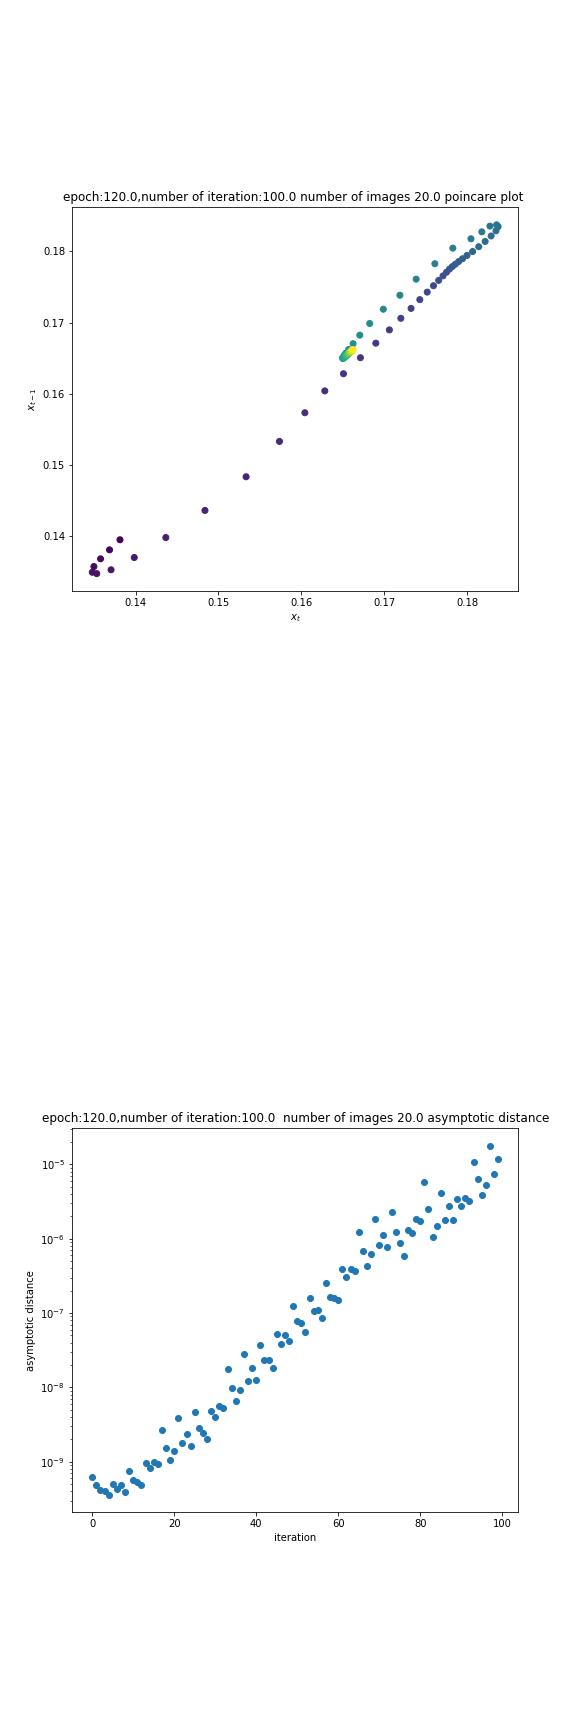 epoch:120.0,number of iteration:100.0 number of images 20.0 poincare plot
0.18
0.17
0.16
0.15
0.14
x_{t-1}
0.14 0.15 0.16 0.17 0.18
x_t
epoch:120.0,number of iteration:100.0  number of images 20.0 asymptotic distance
10^{-5}
10^{-6}
10^{-7}
10^{-8}
10^{-9}
asymptotic distance
0 20 40 60 80 100
iteration